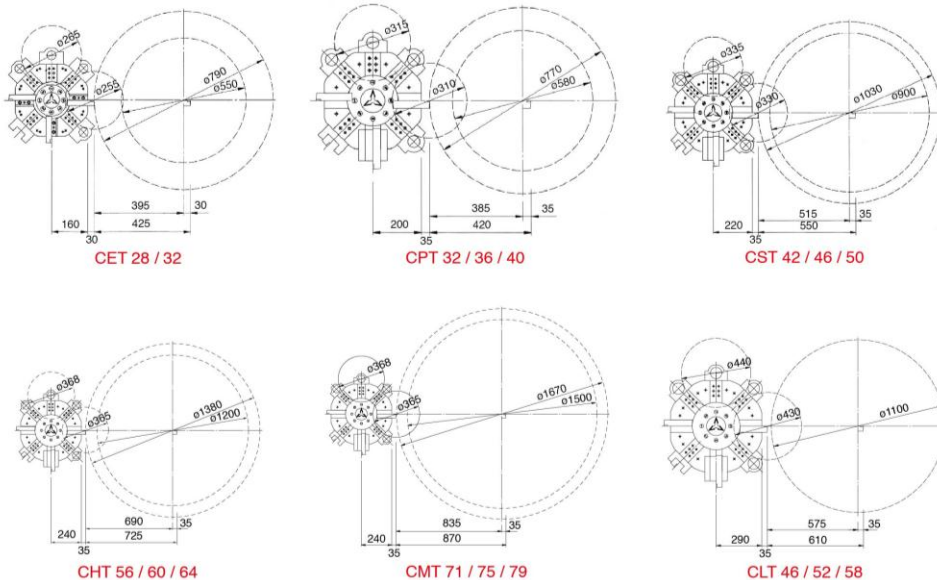 ø265
ø790
ø550
ø255
395
30
160
425
30
CET 28 / 32
ø315
ø770
ø580
ø310
385
35
200
420
35
CPT 32 / 36 / 40
ø335
ø1030
ø900
ø330
515
35
220
550
35
CST 42 / 46 / 50
ø368
ø1380
ø1200
ø365
690
35
240
725
35
CHT 56 / 60 / 64
ø368
ø1670
ø1500
ø365
835
35
240
870
35
CMT 71 / 75 / 79
ø440
ø1100
ø430
575
35
290
610
35
CLT 46 / 52 / 58